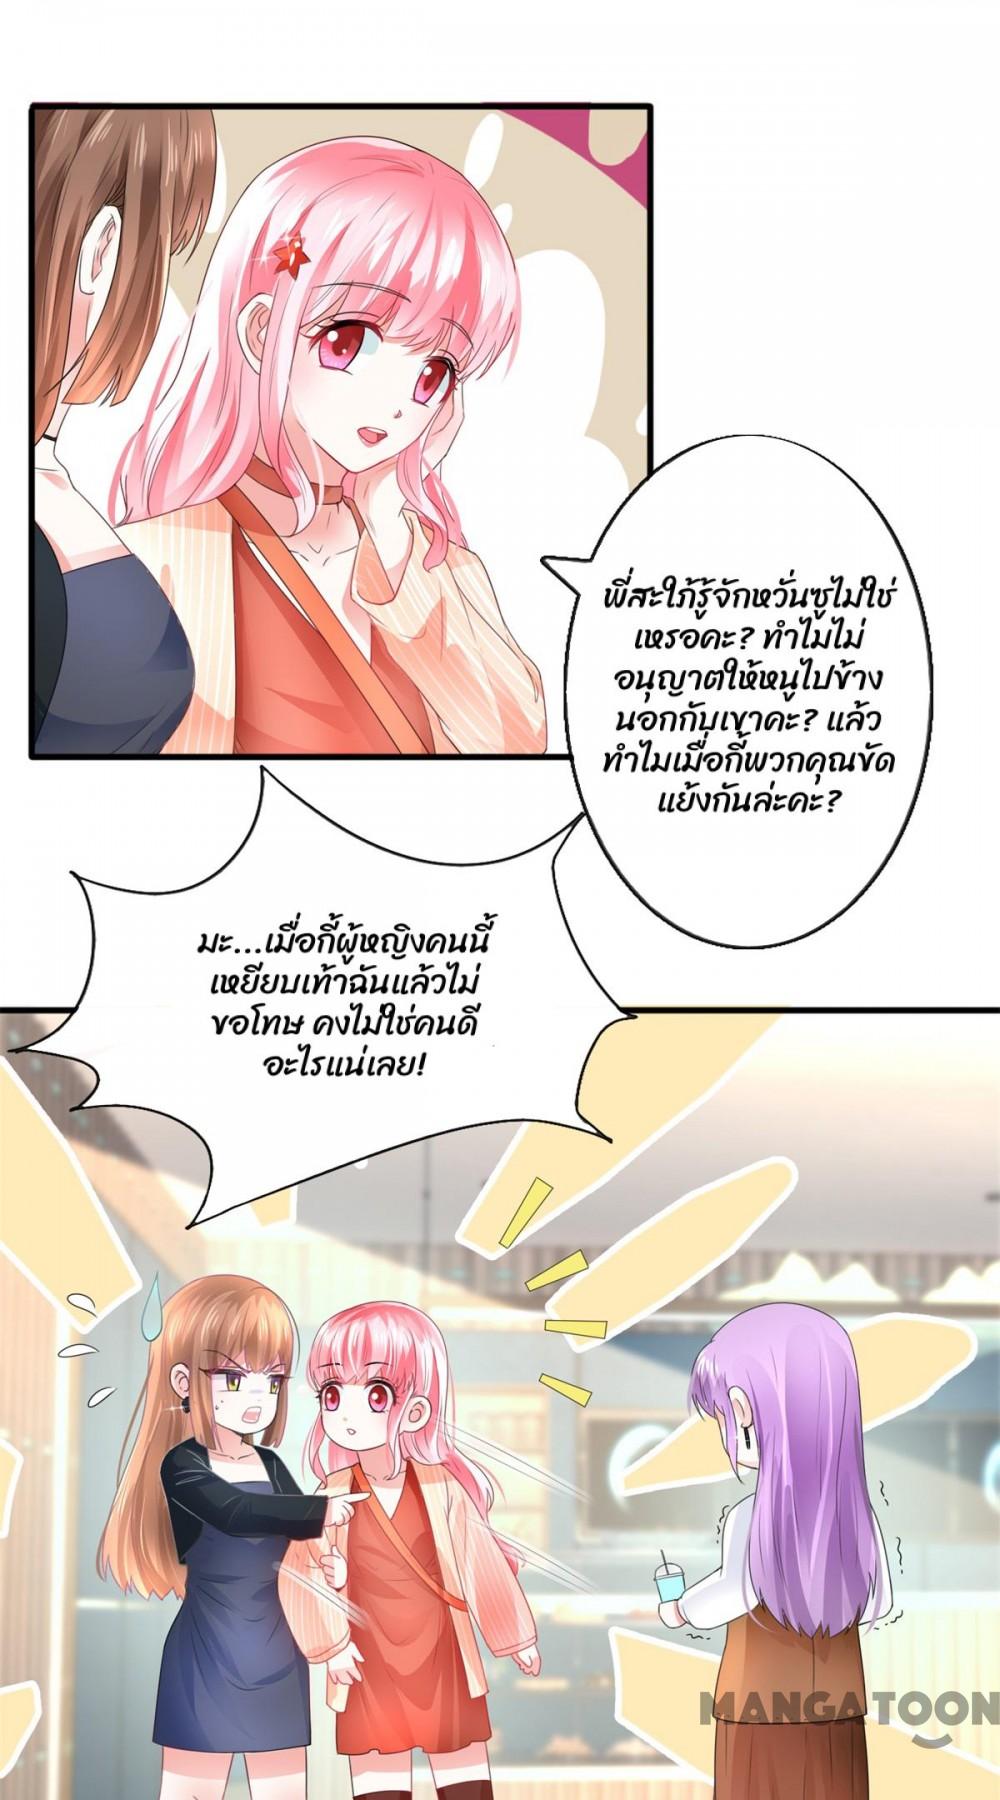 พี่สะใภ้รู้จักหวั่นซูไม่ใช่
เหรอคะ? ทำไมไม่
อนุญาตให้หนูไปข้าง
นอกกับเขาคะ? แล้ว
ทำไมเมื่อกี้พวกคุณขัด
แย้งกันล่ะคะ?
มะ...เมื่อกี้ผู้หญิงคนนี้
เหยียบเท้าฉันแล้วไม่
ขอโทษ คงไม่ใช่คนดี
อะไรแน่เลย!
MANGATOON